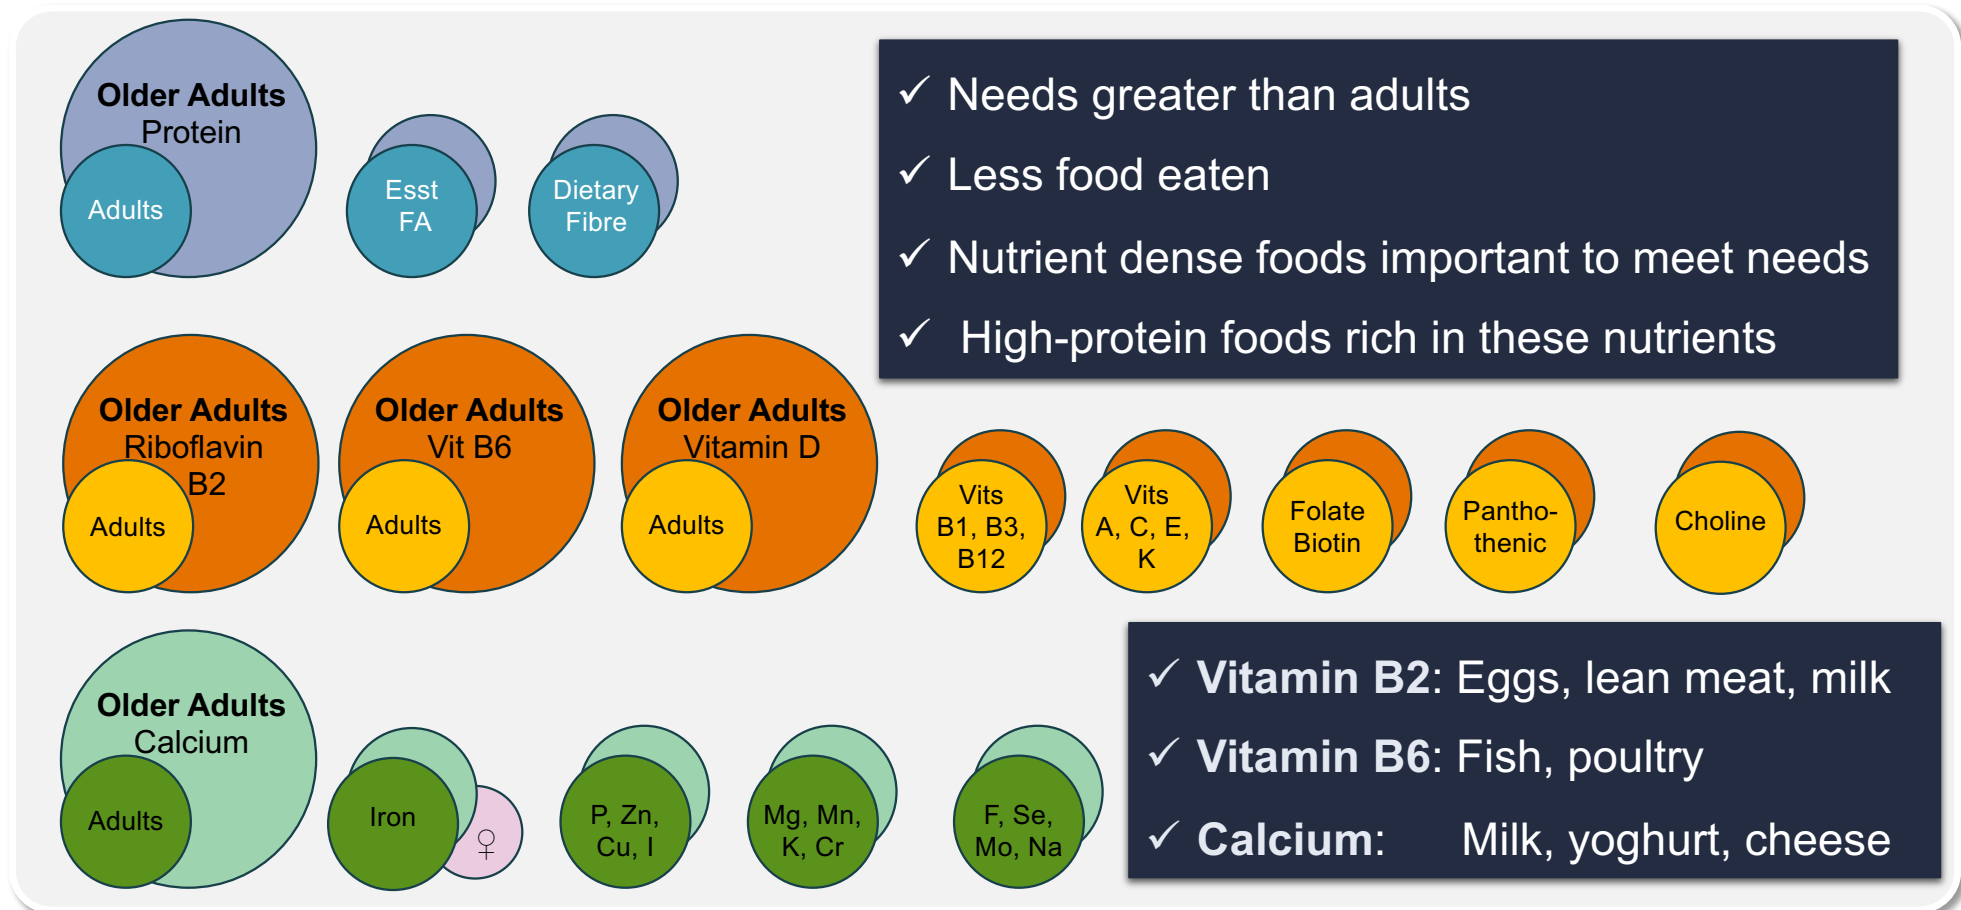 Older Adults
Protein
Adults
Esst
FA
Dietary
Fibre
✓ Needs greater than adults
✓ Less food eaten
✓ Nutrient dense foods important to meet needs
✓ High-protein foods rich in these nutrients
Older Adults
Riboflavin
B2
Adults
Older Adults
Vit B6
Adults
Older Adults
Vitamin D
Adults
Vits
B1, B3,
B12
Vits
A, C, E,
K
Folate
Biotin
Pantho-
thenic
Choline
Older Adults
Calcium
Adults
Iron
♀
P, Zn,
Cu, I
Mg, Mn,
K, Cr
F, Se,
Mo, Na
✓ Vitamin B2: Eggs, lean meat, milk
✓ Vitamin B6: Fish, poultry
✓ Calcium: Milk, yoghurt, cheese